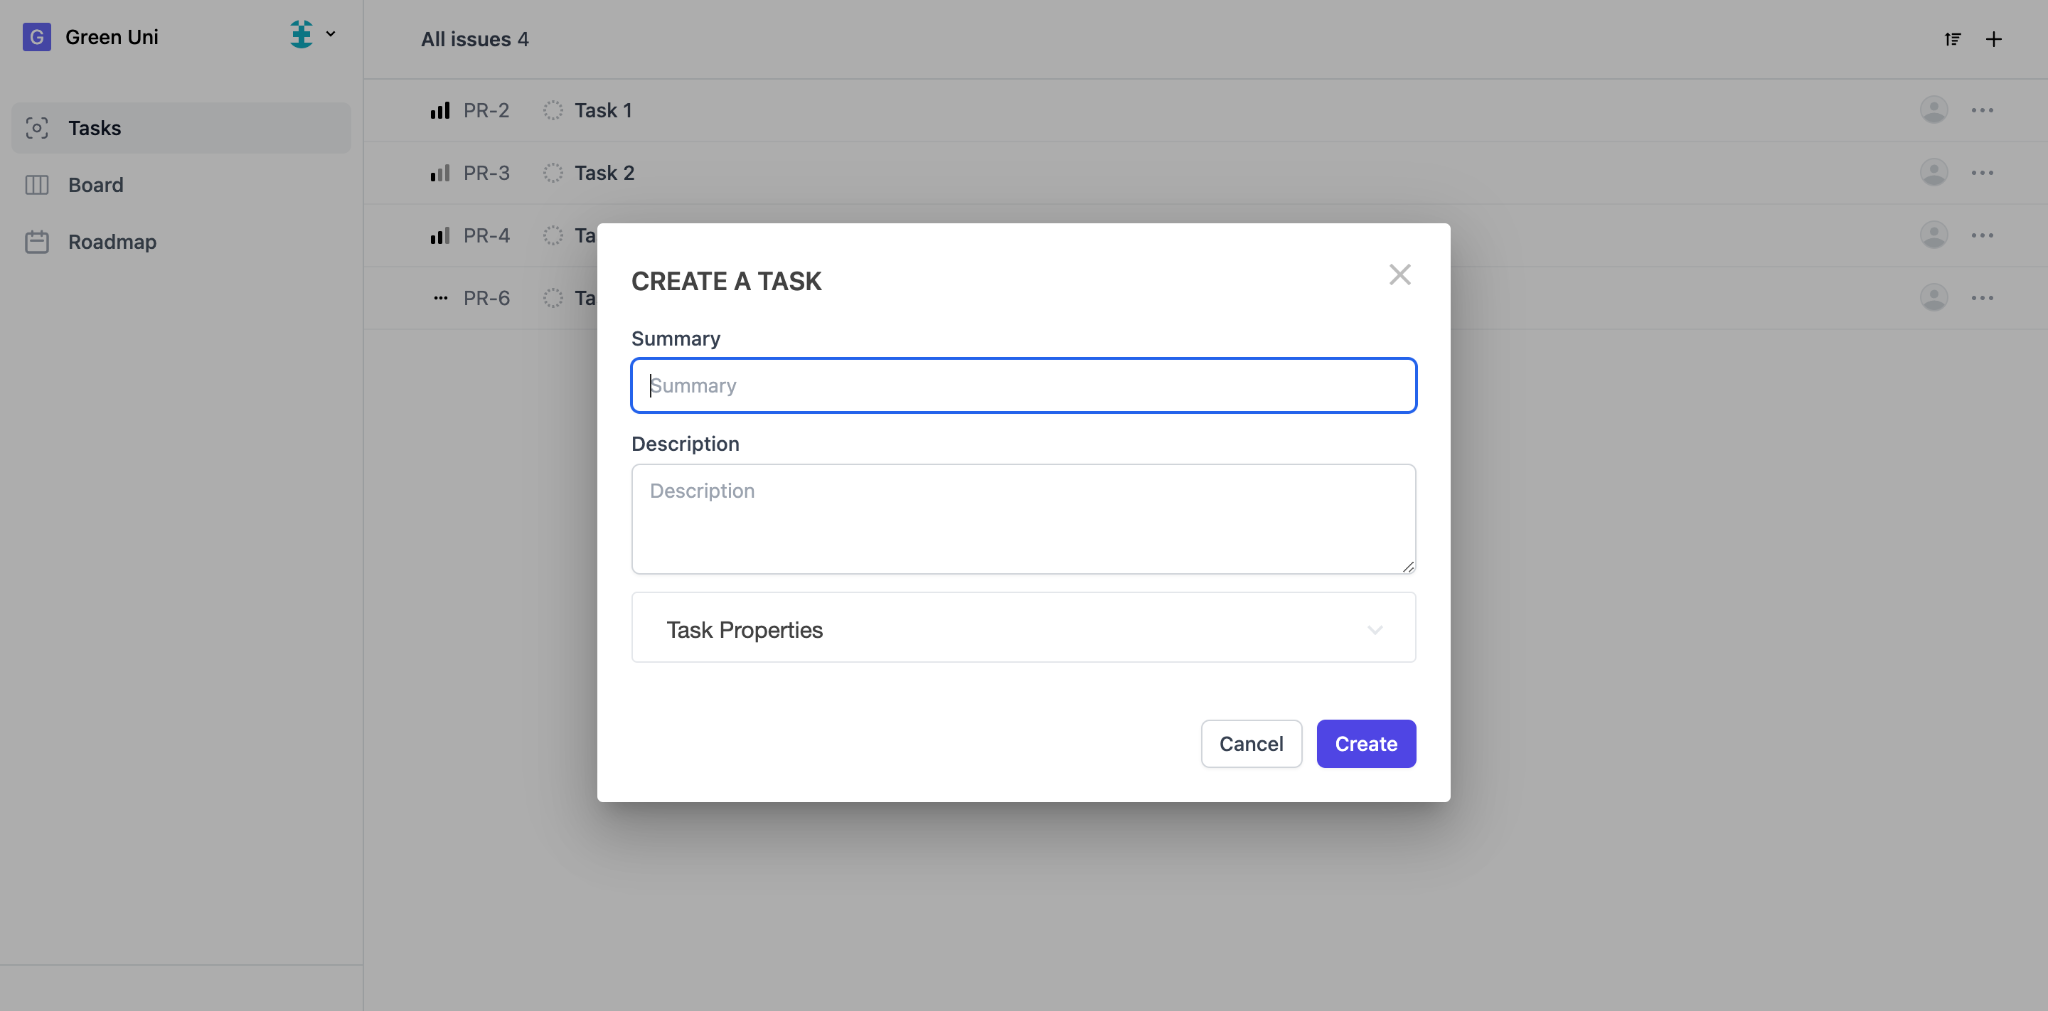 G Green Uni
All issues 4
Tasks
Board
Roadmap
PR-2 Task 1
PR-3 Task 2
PR-4 Ta
PR-6 Ta
CREATE A TASK
Summary
Summary
Description
Description
Task Properties
Cancel Create